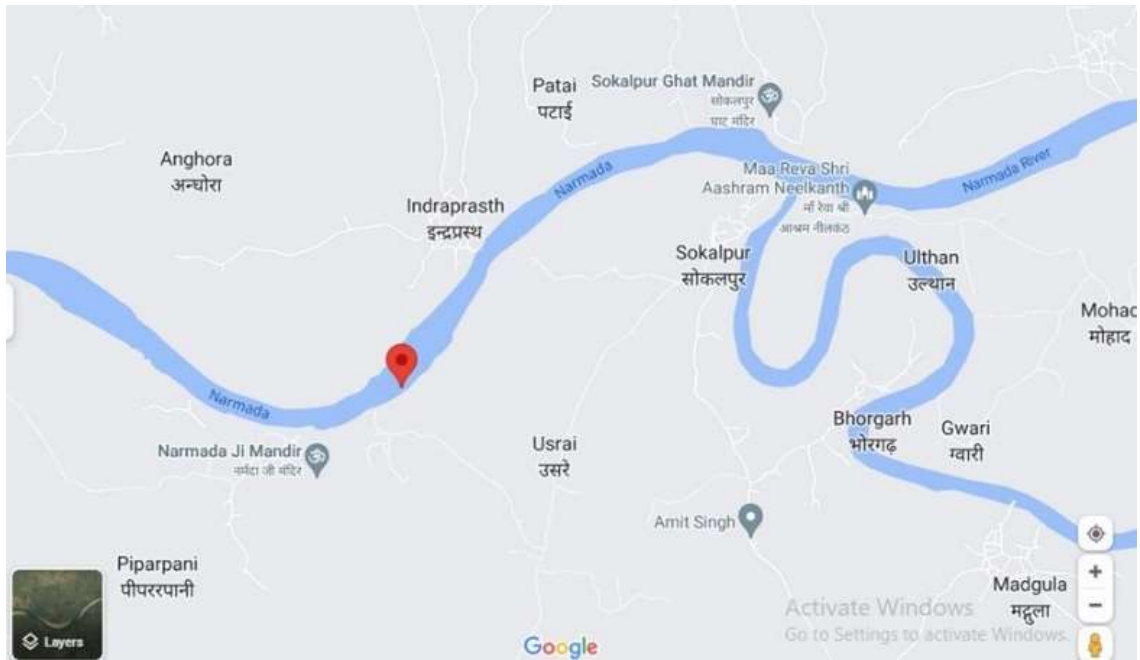 Patai
पटाई
Sokalpur Ghat Mandir
सोकलपुर
घाट मंदिर
Anghora
अन्घोरा
Narmada
Maa Reva Shri
Aashram Neelkanth
माँ रेवा श्री
आश्रम नीलकंठ
Narmada River
Indraprasth
इन्द्रप्रस्थ
Sokalpur
सोकलपुर
Ulthan
उल्थान
Mohad
मोहाद
Narmada
Narmada Ji Mandir
नर्मदा जी मंदिर
Usrai
उसरे
Bhorgarh
भोरगढ़
Gwari
ग्वारी
Amit Singh
Piparpani
पीपररपानी
Madgula
मद्गुला
Layers
Google
Activate Windows
Go to Settings to activate Windows.